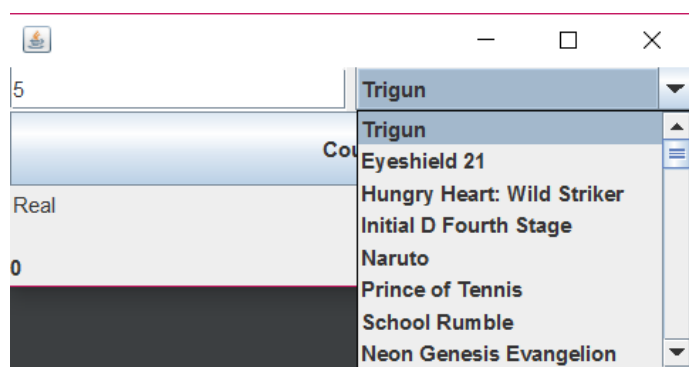 5
Trigun
Trigun
Cou
Eyeshield 21
Hungry Heart: Wild Striker
Real
Initial D Fourth Stage
Naruto
0
Prince of Tennis
School Rumble
Neon Genesis Evangelion